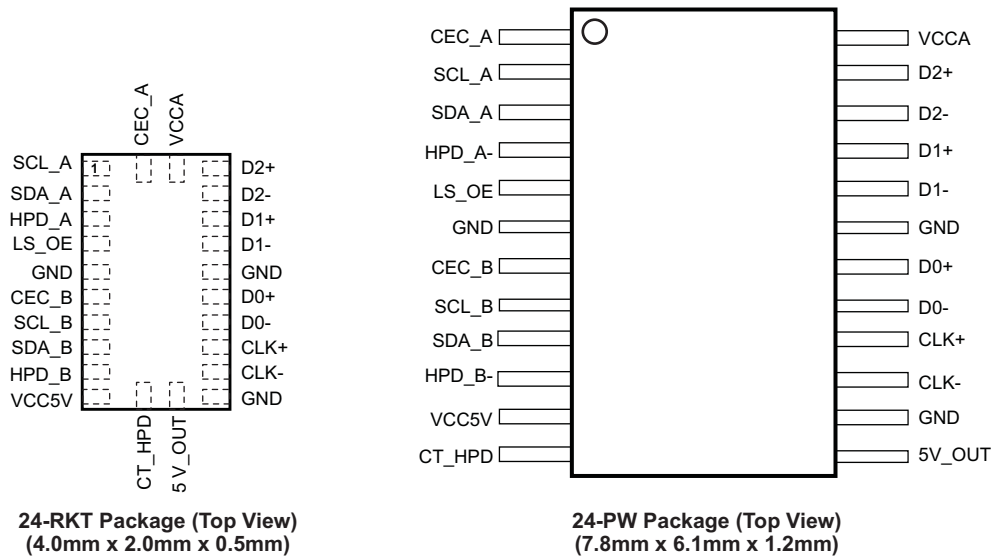 CEC_A
VCCA
SCL_A
1
D2+
SDA_A
D2-
HPD_A
D1+
LS_OE
D1-
GND
GND
CEC_B
D0+
SCL_B
D0-
SDA_B
CLK+
HPD_B
CLK-
VCC5V
GND
CT_HPD
5 V_OUT
24-RKT Package (Top View)
(4.0mm x 2.0mm x 0.5mm)
CEC_A
VCCA
SCL_A
D2+
SDA_A
D2-
HPD_A-
D1+
LS_OE
D1-
GND
GND
CEC_B
D0+
SCL_B
D0-
SDA_B
CLK+
HPD_B-
CLK-
VCC5V
GND
CT_HPD
5V_OUT
24-PW Package (Top View)
(7.8mm x 6.1mm x 1.2mm)